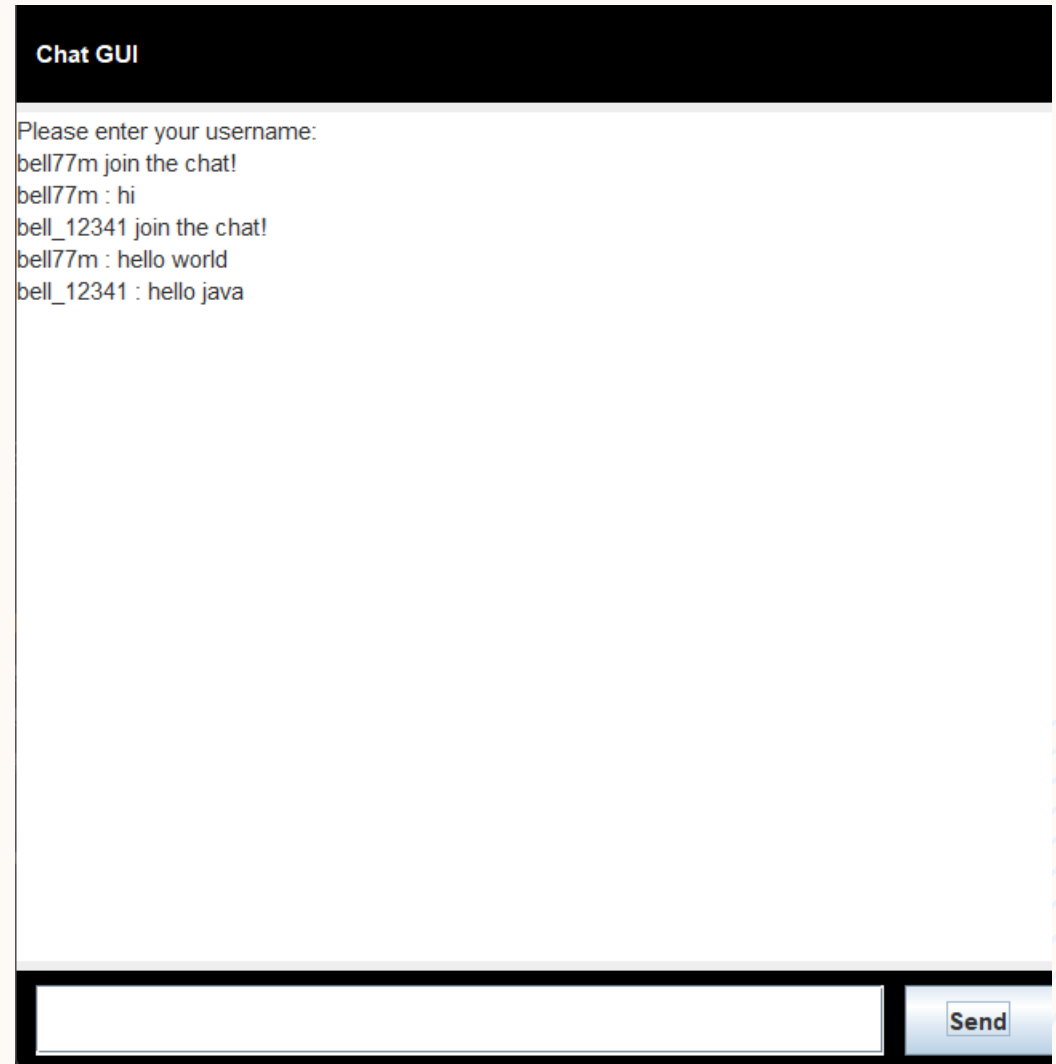 Chat GUI
Please enter your username:
bell77m join the chat!
bell77m : hi
bell_12341 join the chat!
bell77m : hello world
bell_12341 : hello java
Send